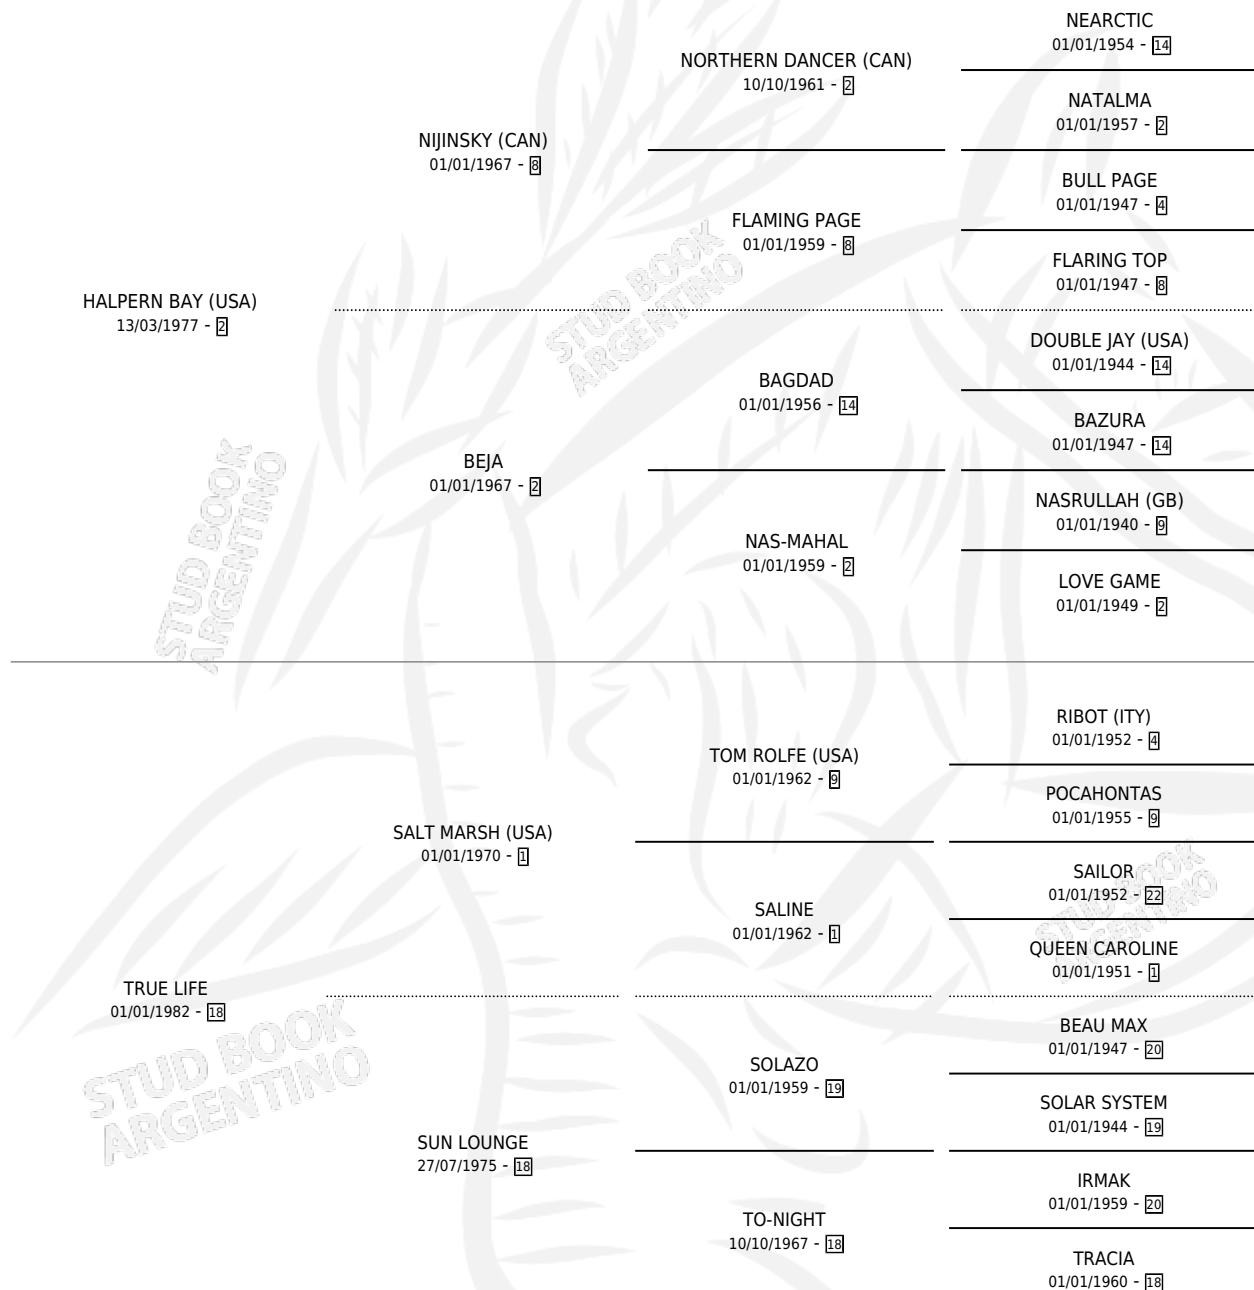 NEARCTIC
01/01/1954 - 14
NORTHERN DANCER (CAN)
10/10/1961 - 2
NATALMA
01/01/1957 - 2
NIJINSKY (CAN)
01/01/1967 - 8
BULL PAGE
01/01/1947 - 4
FLAMING PAGE
01/01/1959 - 8
FLARING TOP
01/01/1947 - 8
HALPERN BAY (USA)
13/03/1977 - 2
DOUBLE JAY (USA)
01/01/1944 - 14
BAGDAD
01/01/1956 - 14
BAZURA
01/01/1947 - 14
BEJA
01/01/1967 - 2
NASRULLAH (GB)
01/01/1940 - 9
NAS-MAHAL
01/01/1959 - 2
LOVE GAME
01/01/1949 - 2
RIBOT (ITY)
01/01/1952 - 4
TOM ROLFE (USA)
01/01/1962 - 9
POCAHONTAS
01/01/1955 - 9
SALT MARSH (USA)
01/01/1970 - 1
SAILOR
01/01/1952 - 22
SALINE
01/01/1962 - 1
QUEEN CAROLINE
01/01/1951 - 1
TRUE LIFE
01/01/1982 - 18
BEAU MAX
01/01/1947 - 20
SOLAZO
01/01/1959 - 19
SOLAR SYSTEM
01/01/1944 - 19
SUN LOUNGE
27/07/1975 - 18
IRMAK
01/01/1959 - 20
TO-NIGHT
10/10/1967 - 18
TRACIA
01/01/1960 - 18
STUD BOOK
ARGENTINO
STUD BOOK
ARGENTINO
STUD BOOK
ARGENTINO
STUD BOOK
ARGENTINO